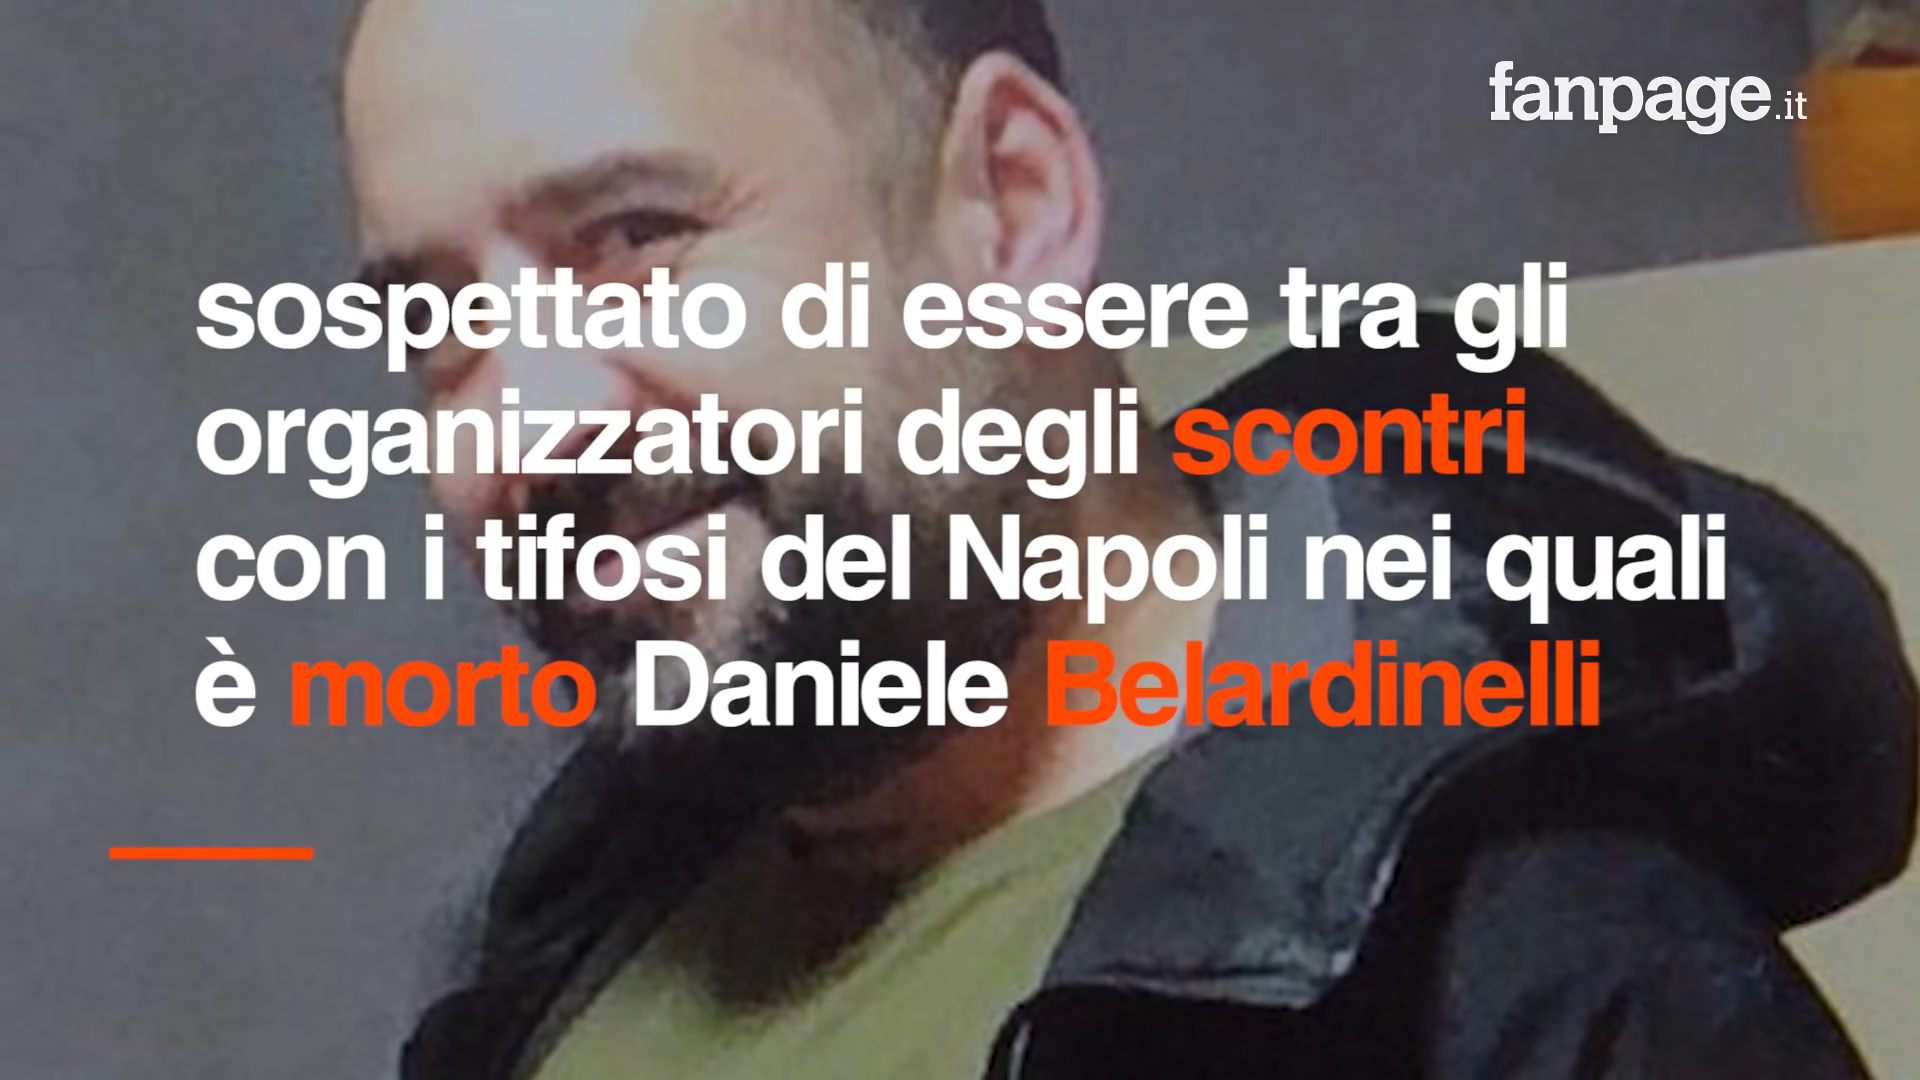 fanpage.it
sospettato di essere tra gli
organizzatori degli scontri
con i tifosi del Napoli nei quali
è morto Daniele Belardinelli